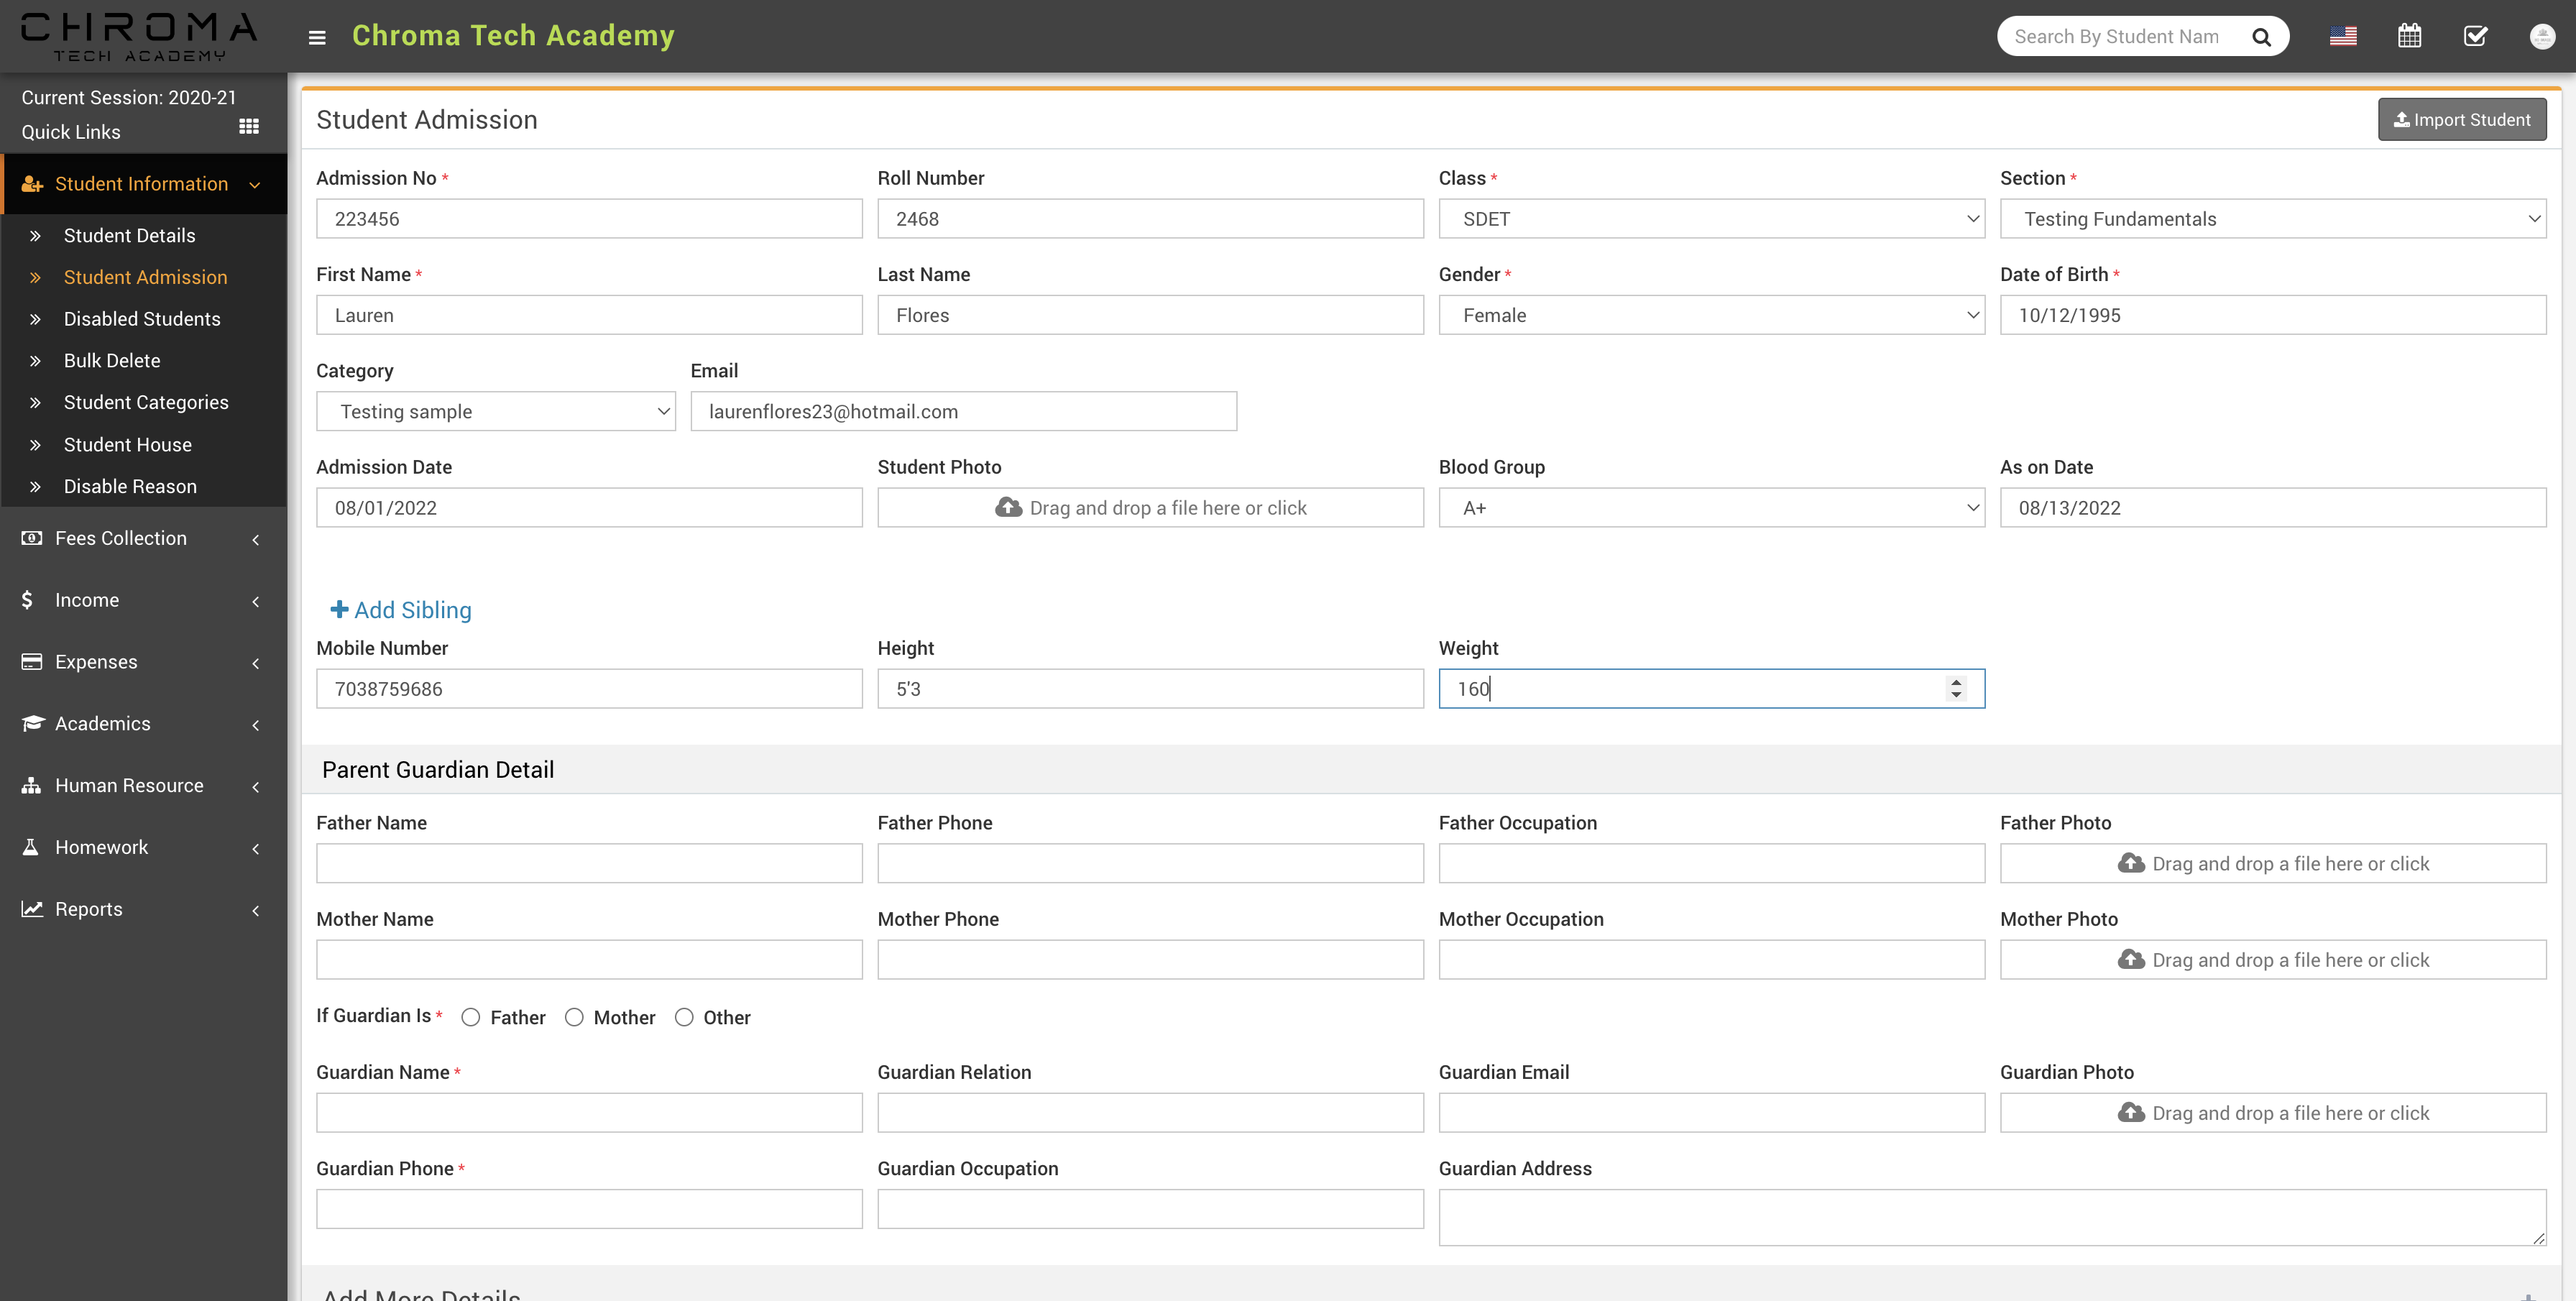 CHROMA
TECH ACADEMY
Chroma Tech Academy
Search By Student Nam
Current Session: 2020-21
Quick Links
Student Information
Student Details
Student Admission
Disabled Students
Bulk Delete
Student Categories
Student House
Disable Reason
Fees Collection
Income
Expenses
Academics
Human Resource
Homework
Reports
Student Admission
Import Student
Admission No * Roll Number Class * Section *
223456 2468 SDET Testing Fundamentals
First Name * Last Name Gender * Date of Birth *
Lauren Flores Female 10/12/1995
Category Email
Testing sample laurenflores23@hotmail.com
Admission Date Student Photo Blood Group As on Date
08/01/2022 Drag and drop a file here or click A+ 08/13/2022
+ Add Sibling
Mobile Number Height Weight
7038759686 5'3 160
Parent Guardian Detail
Father Name Father Phone Father Occupation Father Photo
Drag and drop a file here or click
Mother Name Mother Phone Mother Occupation Mother Photo
Drag and drop a file here or click
If Guardian Is * Father Mother Other
Guardian Name * Guardian Relation Guardian Email Guardian Photo
Drag and drop a file here or click
Guardian Phone * Guardian Occupation Guardian Address
Add More Details